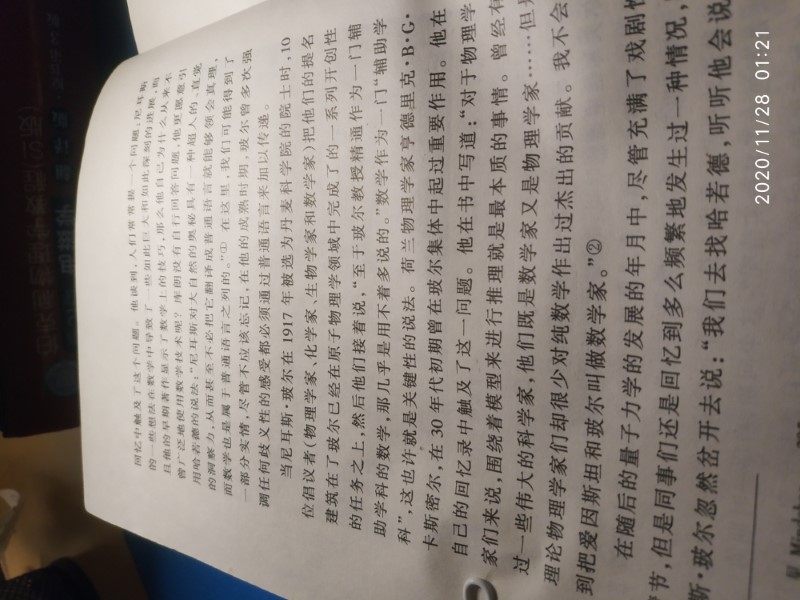 伯克利物理学教程(SI版)
电磁学
回忆中触及了这个问题。他谈到,人们常常提一个问题:尼耳斯
的一些想法在数学中导致了一些如此巨大和如此深刻的进展,而
且他的早期著作显示了数学上的技巧,那么他自己为什么从来不
曾广泛地使用数学技术呢?库朗没有自行回答问题,他更愿意引
用哈若德的说法:“尼耳斯对大自然的奥秘具有一种超人的、直觉
的洞察力,从而甚至不必把它翻译成普通语言就能够领会真理,
而数学也是属于普通语言之列的。”① 在这里,我们可能得到了
一部分实情,尽管不应该忘记,在他的成熟时期,玻尔曾多次强
调任何歧义性的感受都必须通过普通语言来加以传递。
当尼耳斯·玻尔在1917年被选为丹麦科学院的院士时,10
位倡议者(物理学家、化学家、生物学家和数学家)把他们的提名
建筑在了玻尔已经在原子物理学领域中完成了的一系列开创性
的任务之上,然后他们接着说,“至于玻尔教授精通作为一门辅
助学科的数学,那几乎是用不着多说的。”数学作为一门“辅助学
科”,这也许就是关键性的说法。荷兰物理学家亨德里克·B·G·
卡斯密尔,在30年代初期曾在玻尔集体中起过重要作用。他在
自己的回忆录中触及了这一问题。他在书中写道:“对于物理学
家们来说,围绕着模型来进行推理就是最本质的事情。曾经有
过一些伟大的科学家,他们既是数学家又是物理学家……但是
理论物理学家们却很少对纯数学作出过杰出的贡献。我不会
到把爱因斯坦和玻尔叫做数学家。”②
在随后的量子力学的发展的年月中,尽管充满了戏剧性
情节,但是同事们还是回忆到多么频繁地发生过一种情况,
斯·玻尔忽然岔开去说:“我们去找哈若德,听听他会说
2020/11/28 01:21